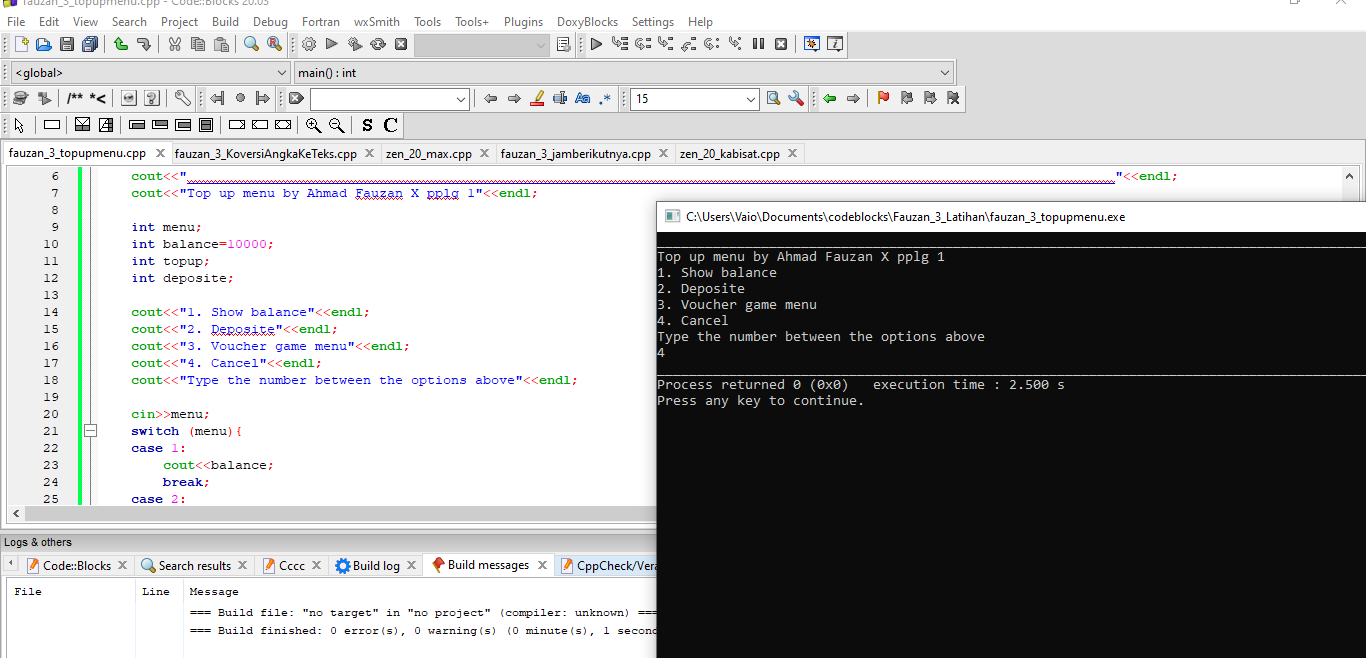 fauzan_3_topupmenu.cpp - Code::Blocks 20.03
File Edit View Search Project Build Debug Fortran wxSmith Tools Tools+ Plugins DoxyBlocks Settings Help
<global> main() : int
/** *< 15
S C
fauzan_3_topupmenu.cpp fauzan_3_KoversiAngkaKeTeks.cpp zen_20_max.cpp fauzan_3_jamberikutnya.cpp zen_20_kabisat.cpp
6 cout<<"____________________________________________________________________________________________________________________"<<endl;
7 cout<<"Top up menu by Ahmad Fauzan X pplg 1"<<endl;
8
9 int menu;
10 int balance=10000;
11 int topup;
12 int deposite;
13
14 cout<<"1. Show balance"<<endl;
15 cout<<"2. Deposite"<<endl;
16 cout<<"3. Voucher game menu"<<endl;
17 cout<<"4. Cancel"<<endl;
18 cout<<"Type the number between the options above"<<endl;
19
20 cin>>menu;
21 switch (menu){
22 case 1:
23 cout<<balance;
24 break;
25 case 2:
C:\Users\Vaio\Documents\codeblocks\Fauzan_3_Latihan\fauzan_3_topupmenu.exe
Top up menu by Ahmad Fauzan X pplg 1
1. Show balance
2. Deposite
3. Voucher game menu
4. Cancel
Type the number between the options above
4
Process returned 0 (0x0)   execution time : 2.500 s
Press any key to continue.
Logs & others
Code::Blocks Search results Cccc Build log Build messages CppCheck/Vera
File Line Message
=== Build file: "no target" in "no project" (compiler: unknown) ===
=== Build finished: 0 error(s), 0 warning(s) (0 minute(s), 1 second